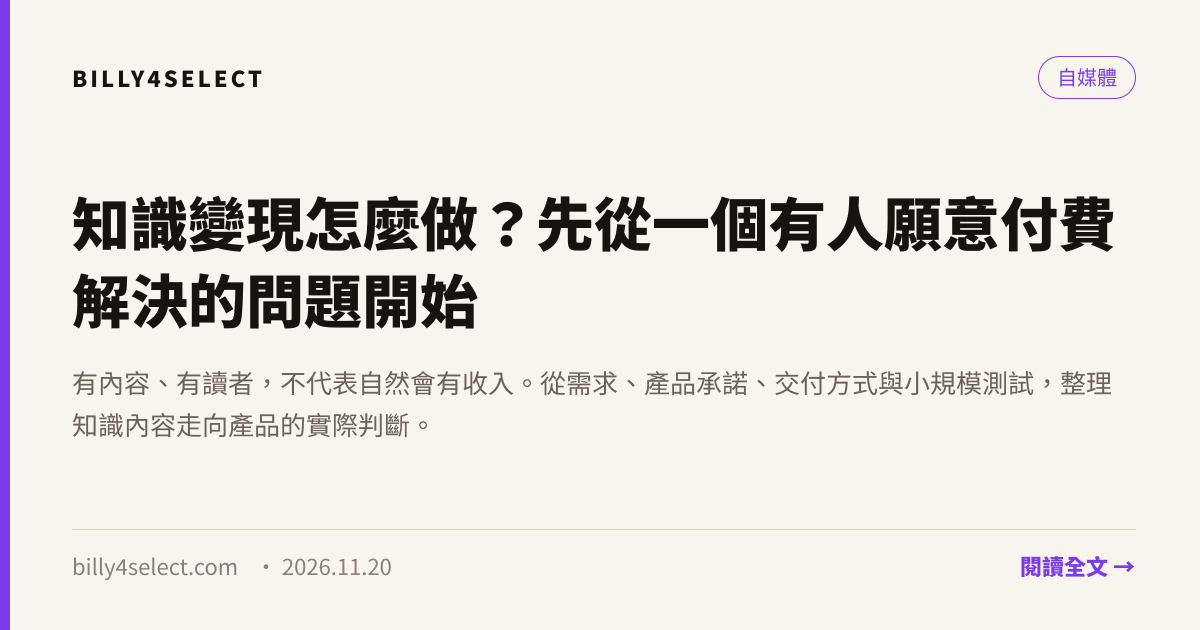 BILLY4SELECT
自媒體
知識變現怎麼做？先從一個有人願意付費
解決的問題開始
有內容、有讀者，不代表自然會有收入。從需求、產品承諾、交付方式與小規模測試，整理
知識內容走向產品的實際判斷。
billy4select.com ・ 2026.11.20
閱讀全文 →